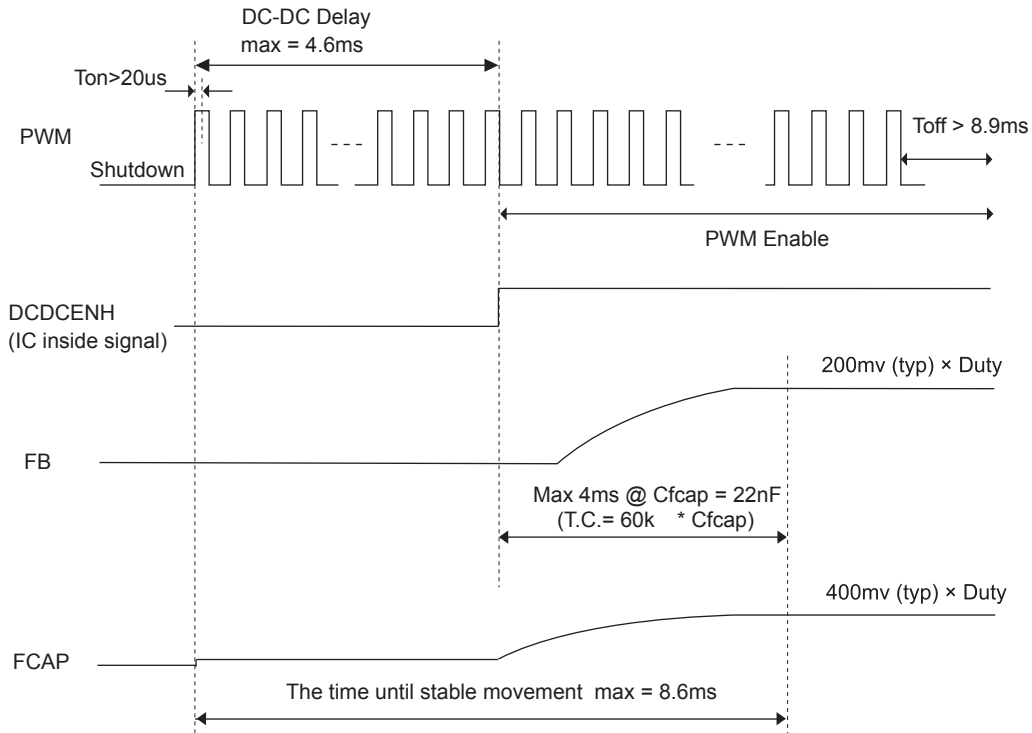 DC-DC Delay
max = 4.6ms
Ton>20us
PWM
Toff > 8.9ms
Shutdown
PWM Enable
DCDCENH
(IC inside signal)
200mv (typ) × Duty
FB
Max 4ms @ Cfcap = 22nF
(T.C.= 60k * Cfcap)
400mv (typ) × Duty
FCAP
The time until stable movement max = 8.6ms